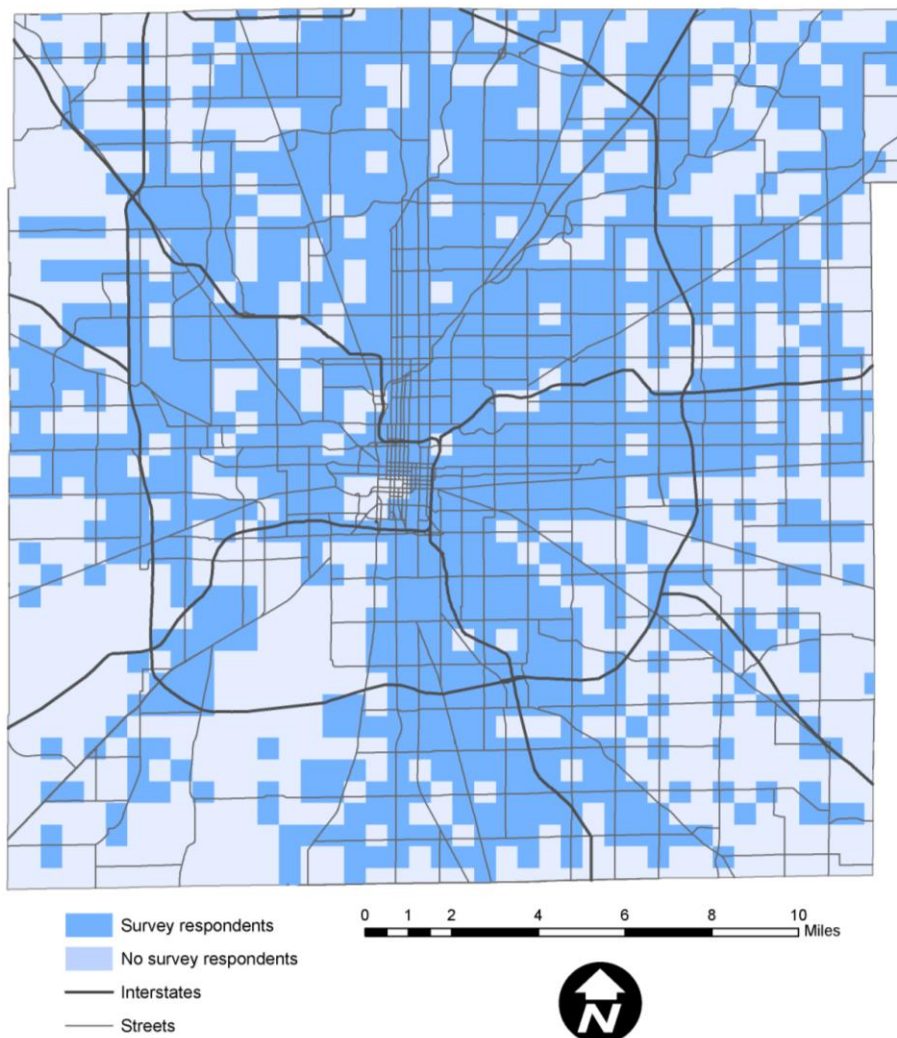 Survey respondents
No survey respondents
Interstates
Streets
0 1 2 4 6 8 10
Miles
N